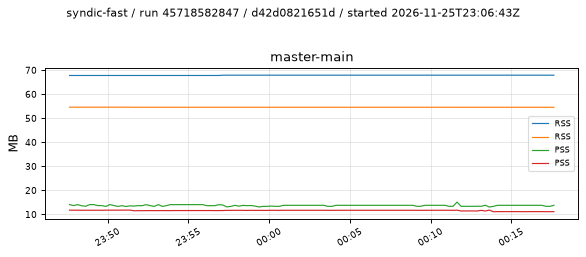 syndic-fast / run 45718582847 / d42d0821651d / started 2026-11-25T23:06:43Z
master-main
MB
70
60
50
40
30
20
10
RSS
RSS
PSS
PSS
23:50
23:55
00:00
00:05
00:10
00:15